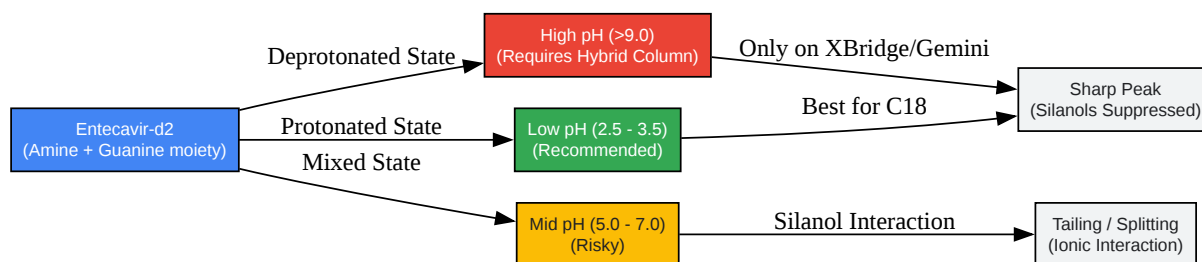 High pH (>9.0)
(Requires Hybrid Column)
Only on XBridge/Gemini
Deprotonated State
Sharp Peak
(Silanols Suppressed)
Best for C18
Entecavir-d2
(Amine + Guanine moiety)
Protonated State
Low pH (2.5 - 3.5)
(Recommended)
Mixed State
Mid pH (5.0 - 7.0)
(Risky)
Silanol Interaction
Tailing / Splitting
(Ionic Interaction)